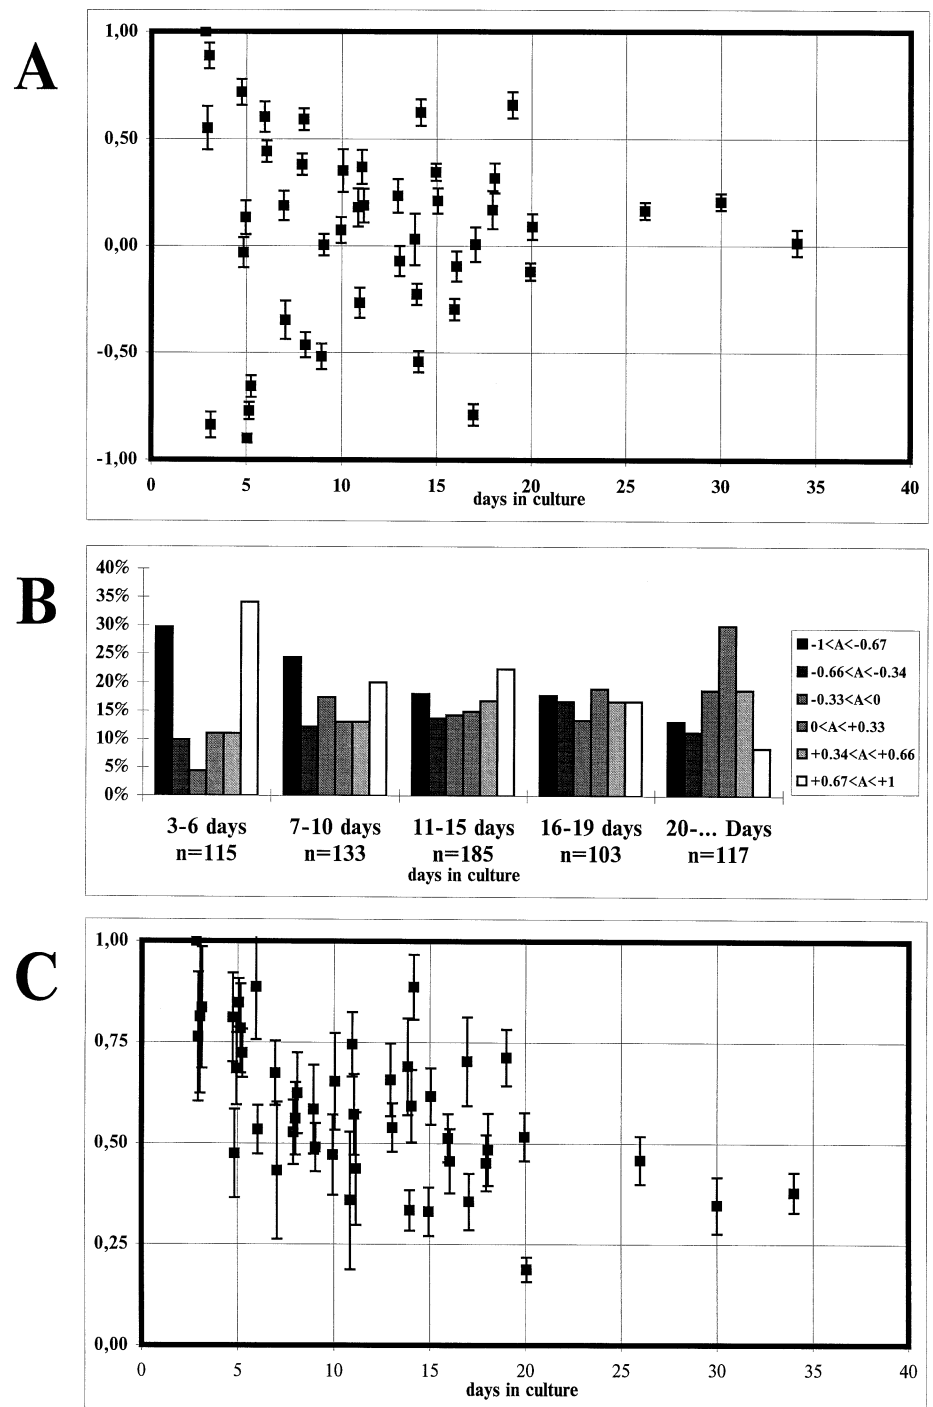 A
1,00
0,50
0,00
-0,50
-1,00
0 5 10 15 20 25 30 35 40
days in culture
B
40%
35%
30%
25%
20%
15%
10%
5%
0%
-1<A<-0.67
-0.66<A<-0.34
-0.33<A<0
0<A<+0.33
+0.34<A<+0.66
+0.67<A<+1
3-6 days 7-10 days 11-15 days 16-19 days 20-... Days
n=115 n=133 n=185 n=103 n=117
days in culture
C
1,00
0,75
0,50
0,25
0,00
0 5 10 15 20 25 30 35 40
days in culture